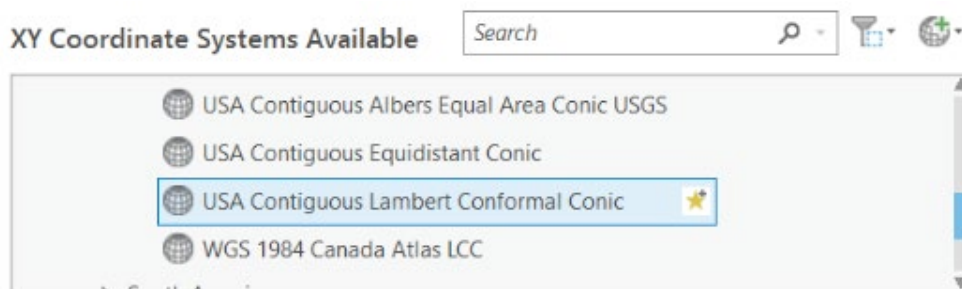 XY Coordinate Systems Available
Search
USA Contiguous Albers Equal Area Conic USGS
USA Contiguous Equidistant Conic
USA Contiguous Lambert Conformal Conic
WGS 1984 Canada Atlas LCC